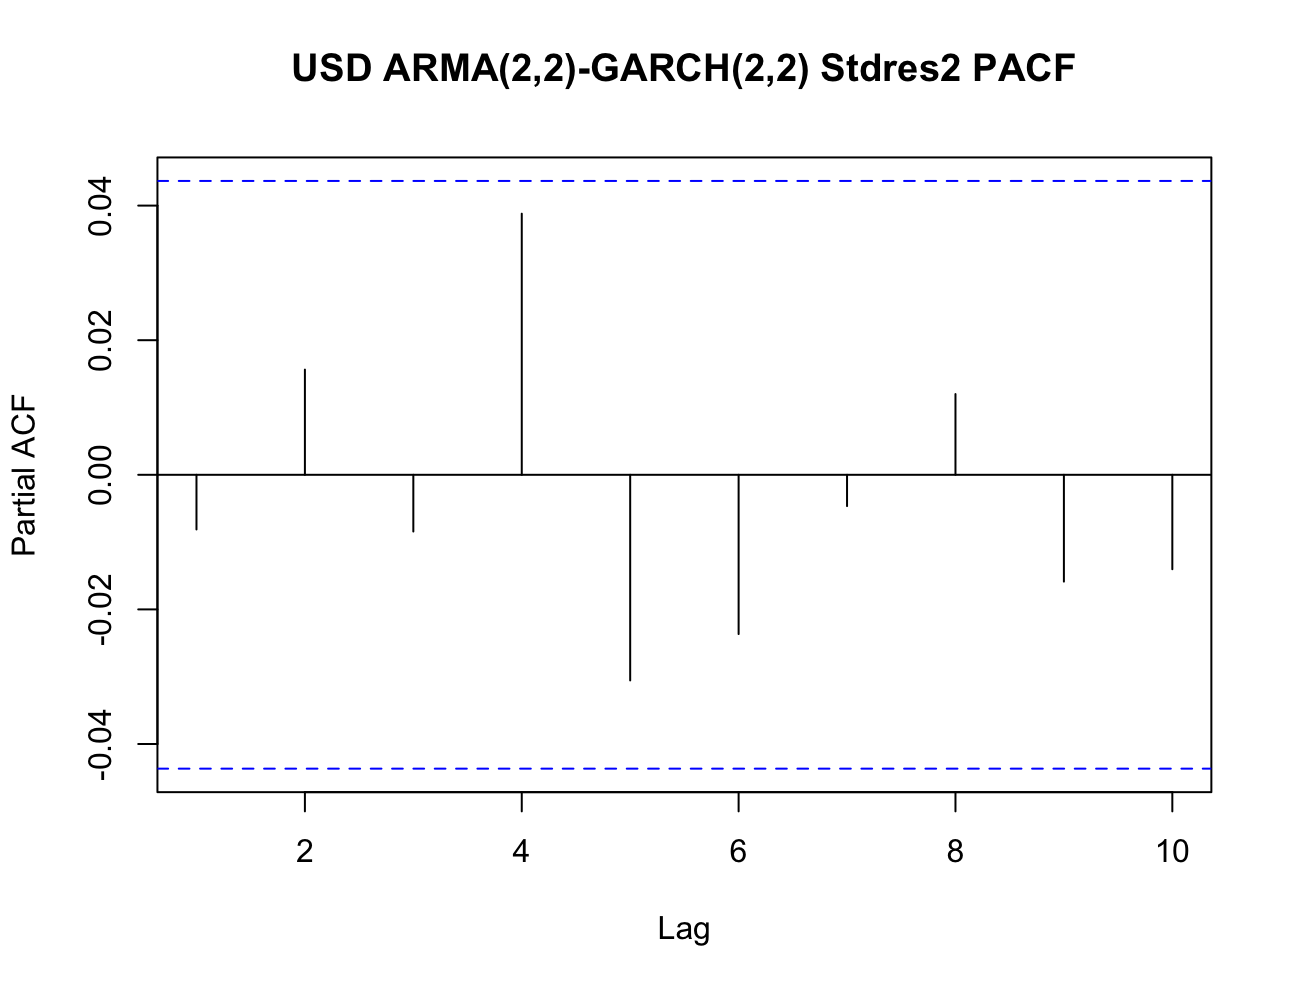 USD ARMA(2,2)-GARCH(2,2) Stdres2 PACF
Partial ACF
0.04
0.02
0.00
-0.02
-0.04
2 4 6 8 10
Lag